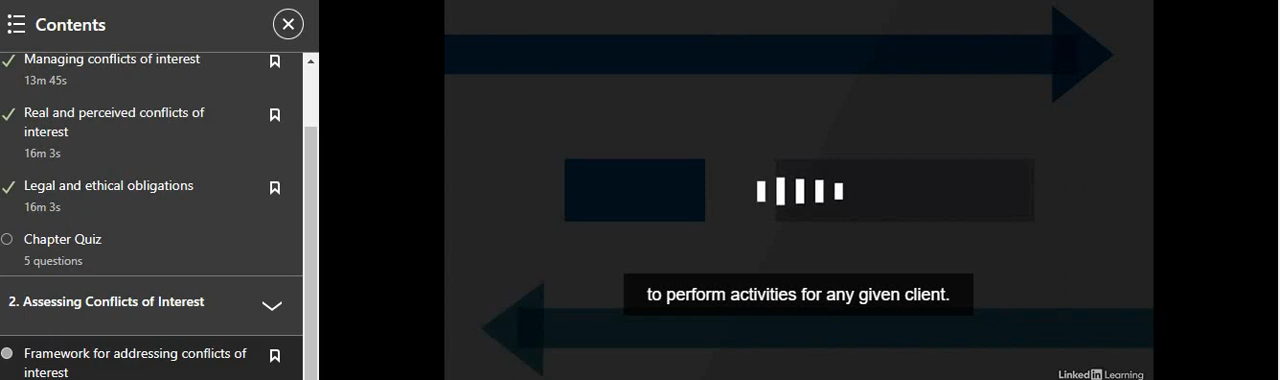 Contents
Managing conflicts of interest
13m 45s
Real and perceived conflicts of
interest
16m 3s
Legal and ethical obligations
16m 3s
Chapter Quiz
5 questions
2. Assessing Conflicts of Interest
Framework for addressing conflicts of
interest
to perform activities for any given client.
LinkedIn Learning